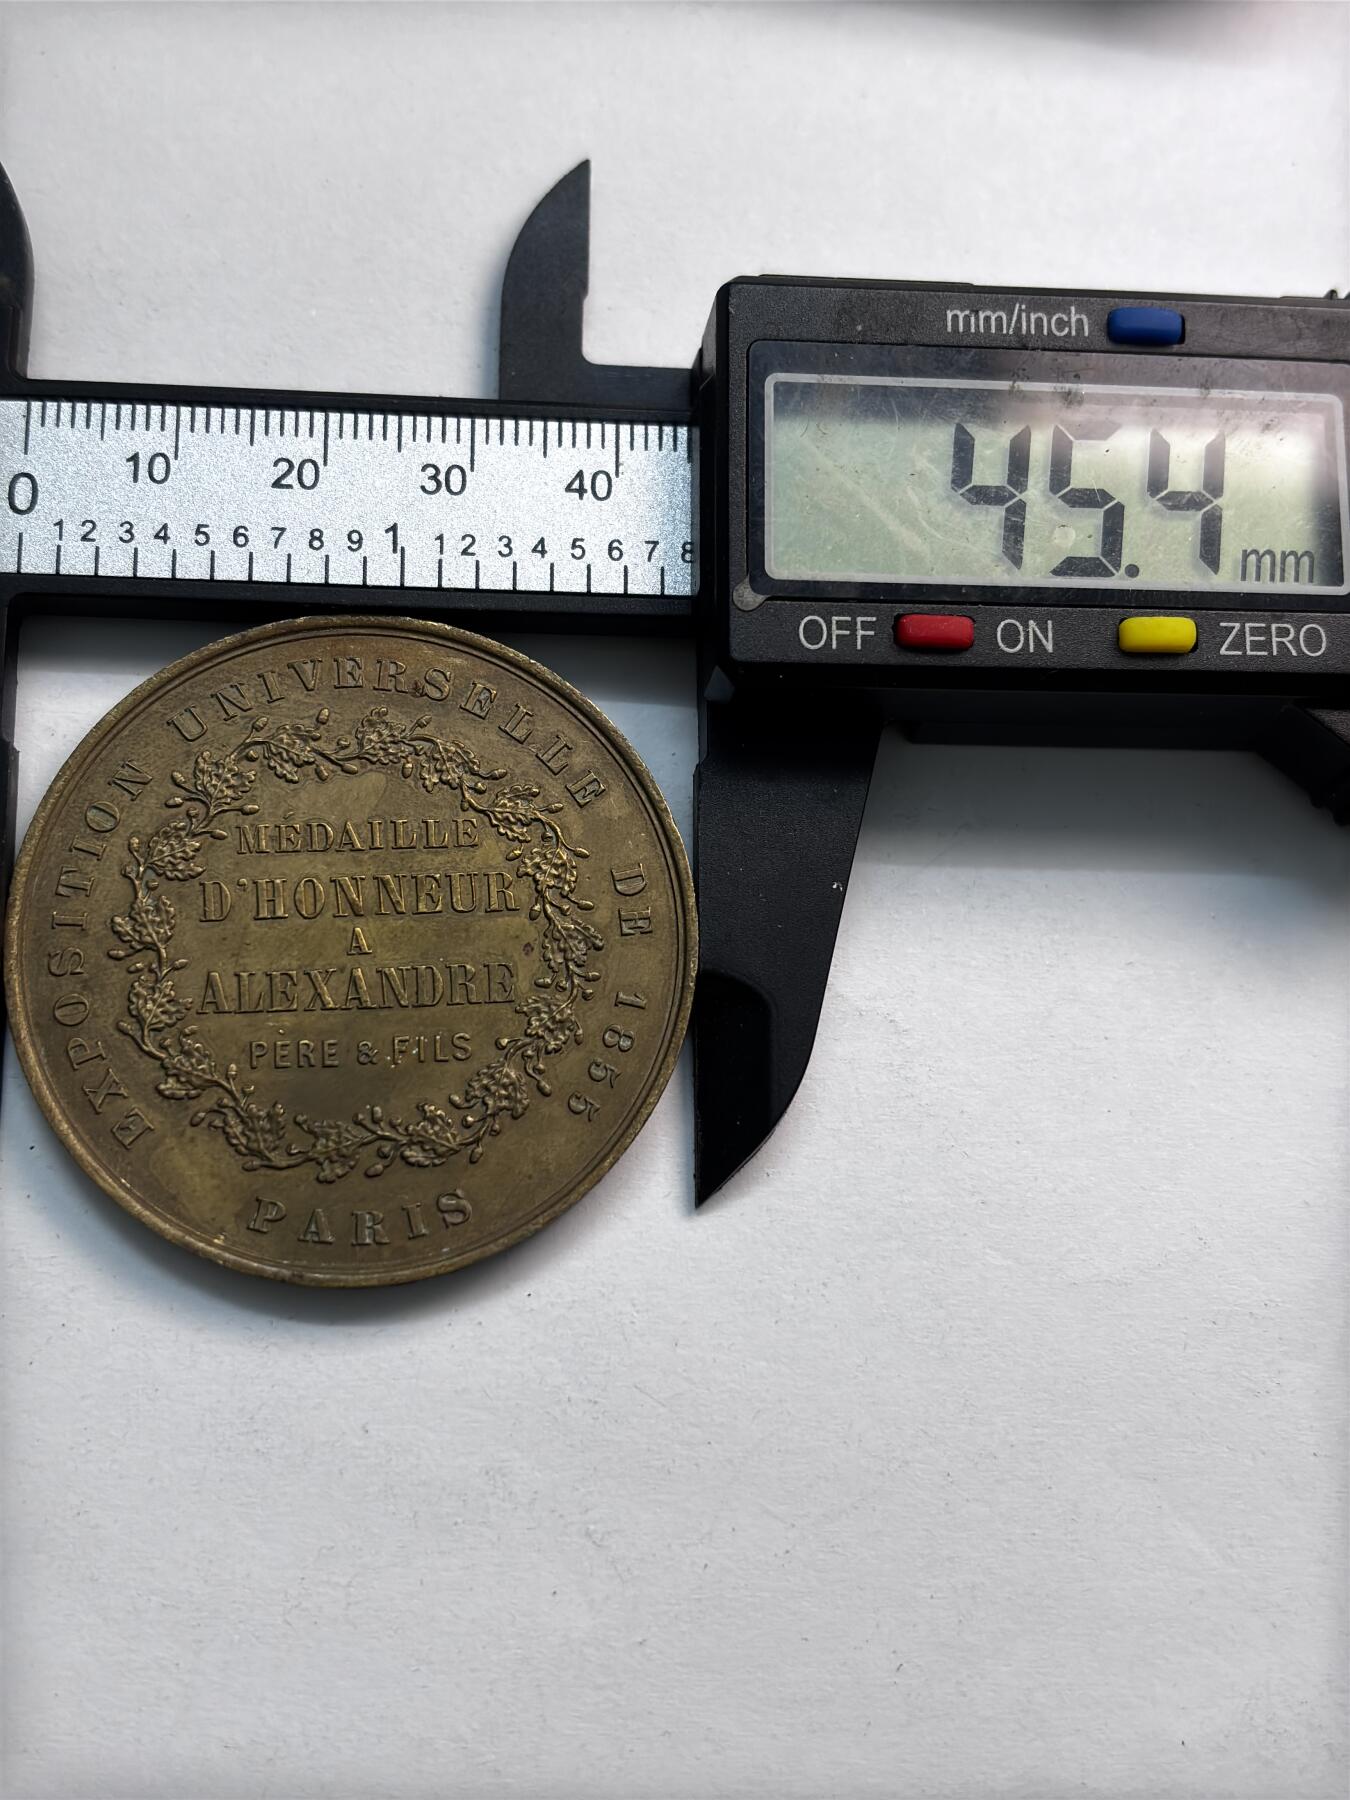 mm/inch
45.4 mm
OFF ON ZERO
0 10 20 30 40
1 2 3 4 5 6 7 8 9 1 1 2 3 4 5 6 7 8
EXPOSITION UNIVERSELLE DE 1855
MÉDAILLE
D'HONNEUR
A
ALEXANDRE
PÈRE & FILS
PARIS